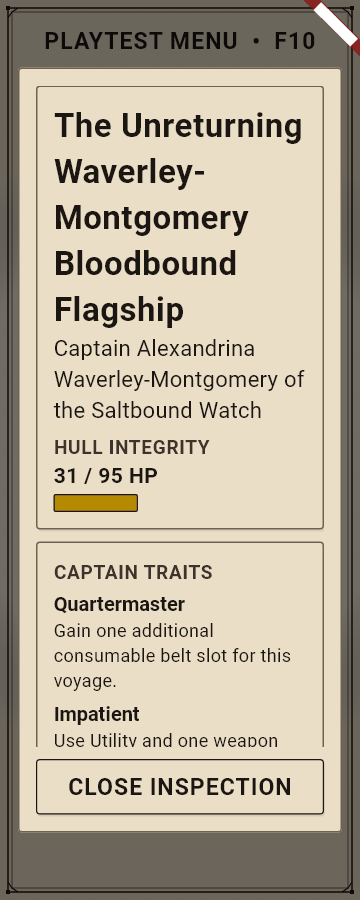 PLAYTEST MENU • F10
The Unreturning
Waverley-
Montgomery
Bloodbound
Flagship
Captain Alexandrina
Waverley-Montgomery of
the Saltbound Watch
HULL INTEGRITY
31 / 95 HP
CAPTAIN TRAITS
Quartermaster
Gain one additional
consumable belt slot for this
voyage.
Impatient
Use Utility and one weapon
CLOSE INSPECTION